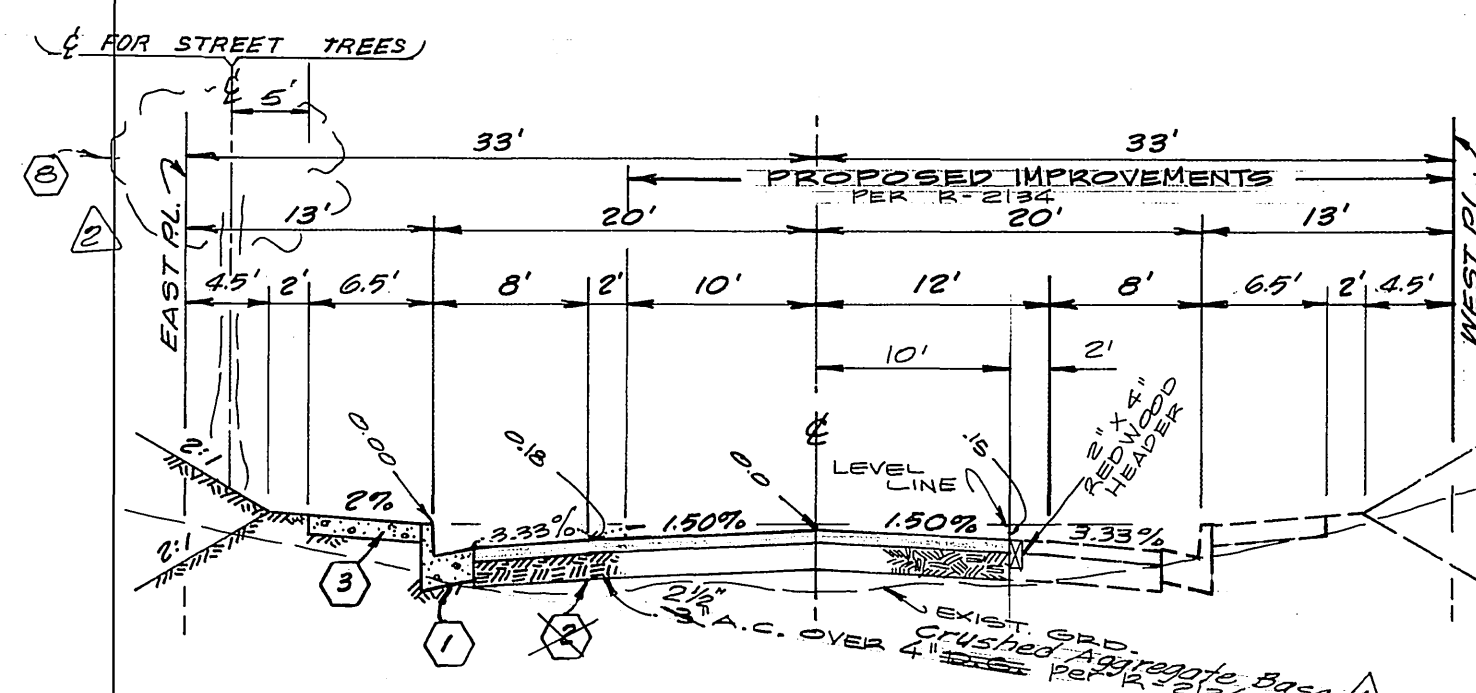 ℄ FOR STREET TREES
℄
5'
8
33'
33'
PROPOSED IMPROVEMENTS
PER R-2134
2
13'
20'
20'
13'
EAST P.L.
WEST P.L.
4.5'
2'
6.5'
8'
2'
10'
12'
8'
6.5'
2'
4.5'
10'
2'
0.00
0.18
0.0
℄
LEVEL
LINE
.15
2" X 4"
REDWOOD
HEADER
2:1
2:1
2%
3.33%
1.50%
1.50%
3.33%
3
1
2
2½"
3" A.C. OVER 4" D.G.
EXIST. GRD.
Crushed Aggregate Base
Per R-